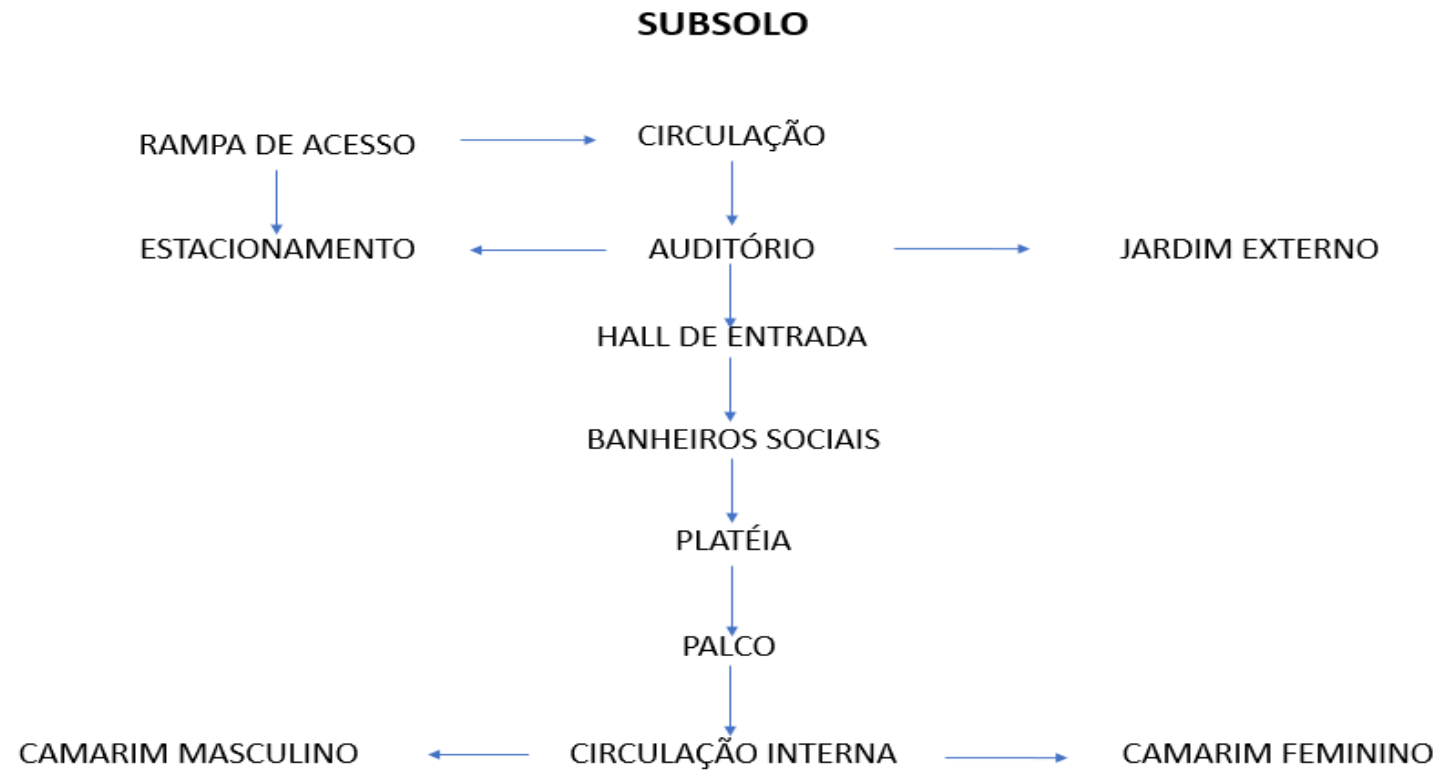 SUBSOLO
RAMPA DE ACESSO
CIRCULAÇÃO
ESTACIONAMENTO
AUDITÓRIO
JARDIM EXTERNO
HALL DE ENTRADA
BANHEIROS SOCIAIS
PLATÉIA
PALCO
CAMARIM MASCULINO
CIRCULAÇÃO INTERNA
CAMARIM FEMININO